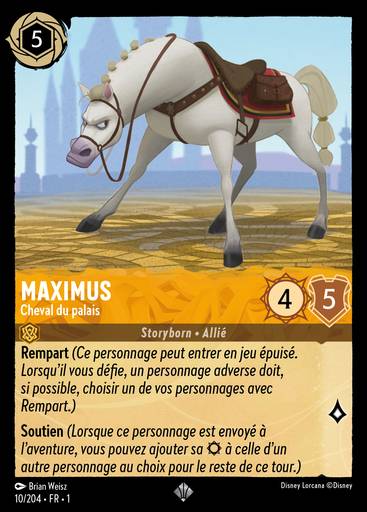 5
MAXIMUS
Cheval du palais
4
5
Storyborn • Allié
Rempart (Ce personnage peut entrer en jeu épuisé.
Lorsqu'il vous défie, un personnage adverse doit,
si possible, choisir un de vos personnages avec
Rempart.)
Soutien (Lorsque ce personnage est envoyé à
l'aventure, vous pouvez ajouter sa à celle d'un
autre personnage au choix pour le reste de ce tour.)
Brian Weisz
Disney Lorcana ©Disney
10/204 • FR • 1